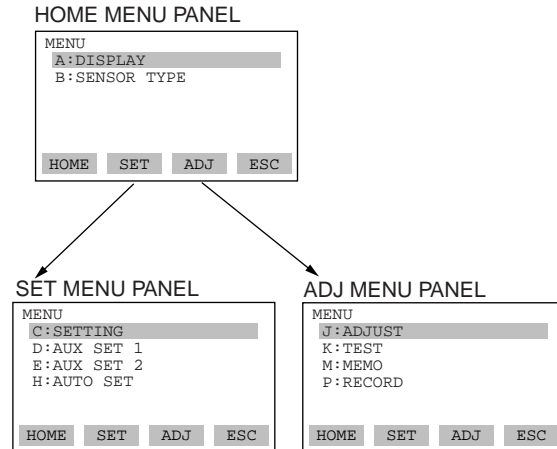 HOME MENU PANEL
MENU
A:DISPLAY
B:SENSOR TYPE
HOME SET ADJ ESC
SET MENU PANEL
MENU
C:SETTING
D:AUX SET 1
E:AUX SET 2
H:AUTO SET
HOME SET ADJ ESC
ADJ MENU PANEL
MENU
J:ADJUST
K:TEST
M:MEMO
P:RECORD
HOME SET ADJ ESC